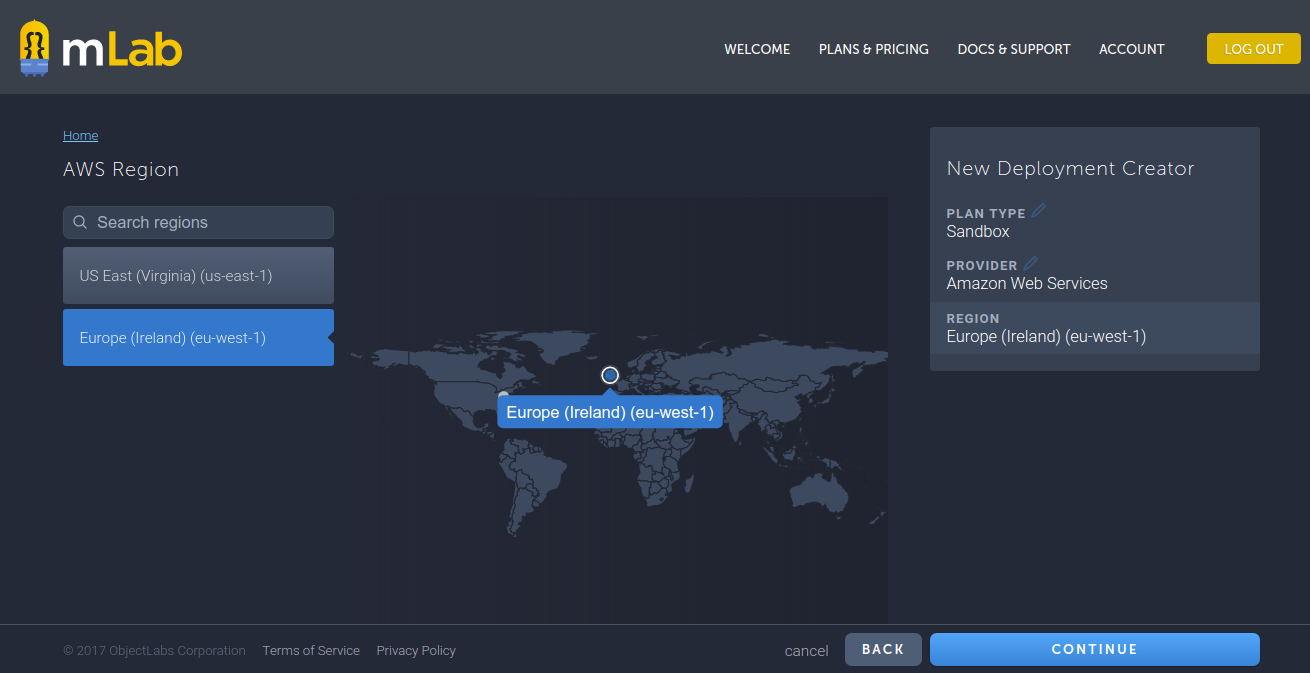 mLab
WELCOME PLANS & PRICING DOCS & SUPPORT ACCOUNT LOG OUT
Home
AWS Region
Search regions
US East (Virginia) (us-east-1)
Europe (Ireland) (eu-west-1)
Europe (Ireland) (eu-west-1)
New Deployment Creator
PLAN TYPE
Sandbox
PROVIDER
Amazon Web Services
REGION
Europe (Ireland) (eu-west-1)
© 2017 ObjectLabs Corporation Terms of Service Privacy Policy cancel BACK CONTINUE